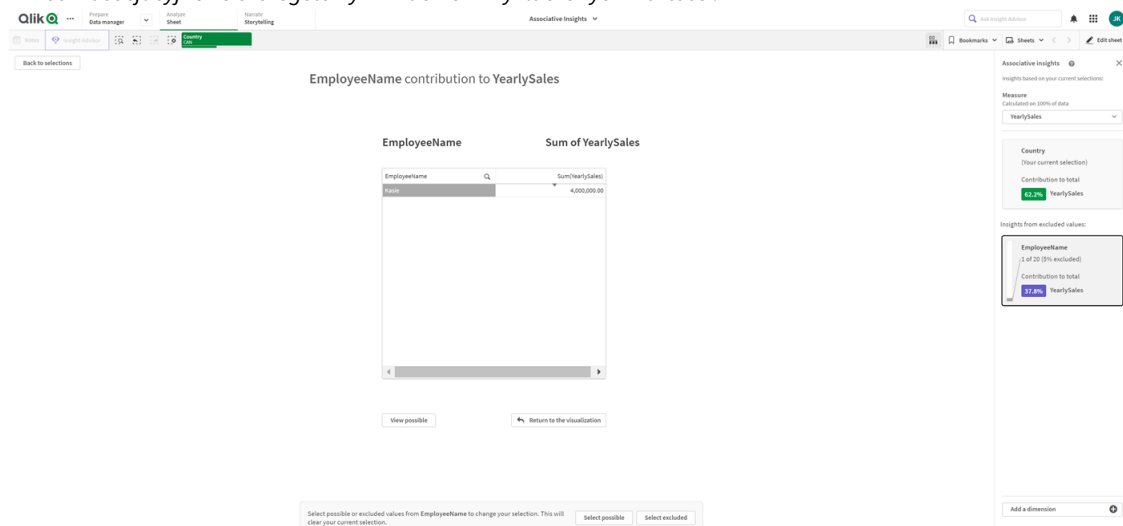 Qlik
Prepare
Data manager
Analyze
Sheet
Narrate
Storytelling
Associative Insights
Ask Insight Advisor
JK
Notes
Insight Advisor
Country
CAN
Bookmarks
Sheets
Edit sheet
Back to selections
EmployeeName contribution to YearlySales
EmployeeName
Sum of YearlySales
EmployeeName
Sum(YearlySales)
Kasie
4,000,000.00
View possible
Return to the visualization
Select possible or excluded values from EmployeeName to change your selection. This will
clear your current selection.
Select possible
Select excluded
Associative insights
Insights based on your current selections:
Measure
Calculated on 100% of data
YearlySales
Country
(Your current selection)
Contribution to total
62.2% YearlySales
Insights from excluded values:
EmployeeName
1 of 20 (5% excluded)
Contribution to total
37.8% YearlySales
Add a dimension